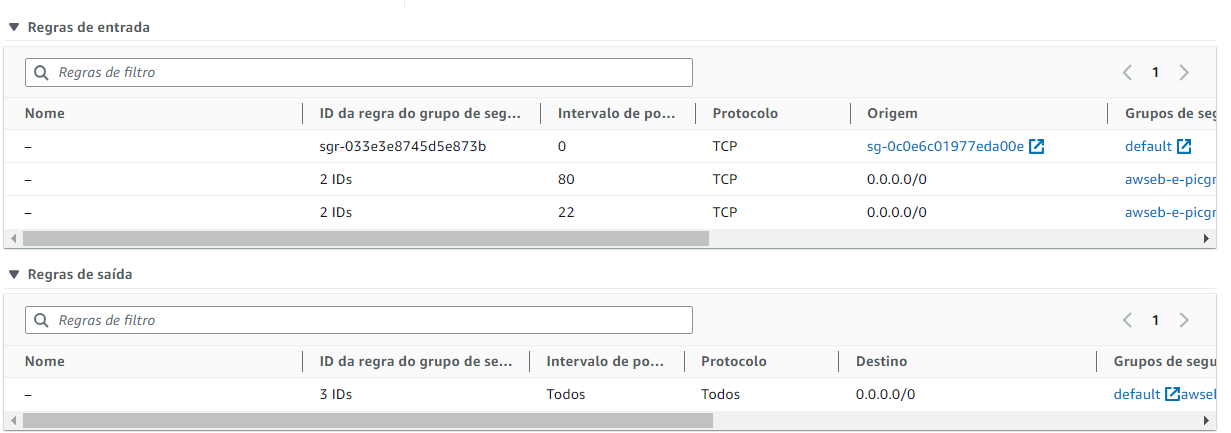 Regras de entrada
Regras de filtro
1
Nome ID da regra do grupo de seg... Intervalo de po... Protocolo Origem Grupos de seg
– sgr-033e3e8745d5e873b 0 TCP sg-0c0e6c01977eda00e default
– 2 IDs 80 TCP 0.0.0.0/0 awseb-e-picgr
– 2 IDs 22 TCP 0.0.0.0/0 awseb-e-picgr
Regras de saída
Regras de filtro
1
Nome ID da regra do grupo de se... Intervalo de po... Protocolo Destino Grupos de segu
– 3 IDs Todos Todos 0.0.0.0/0 default awsel